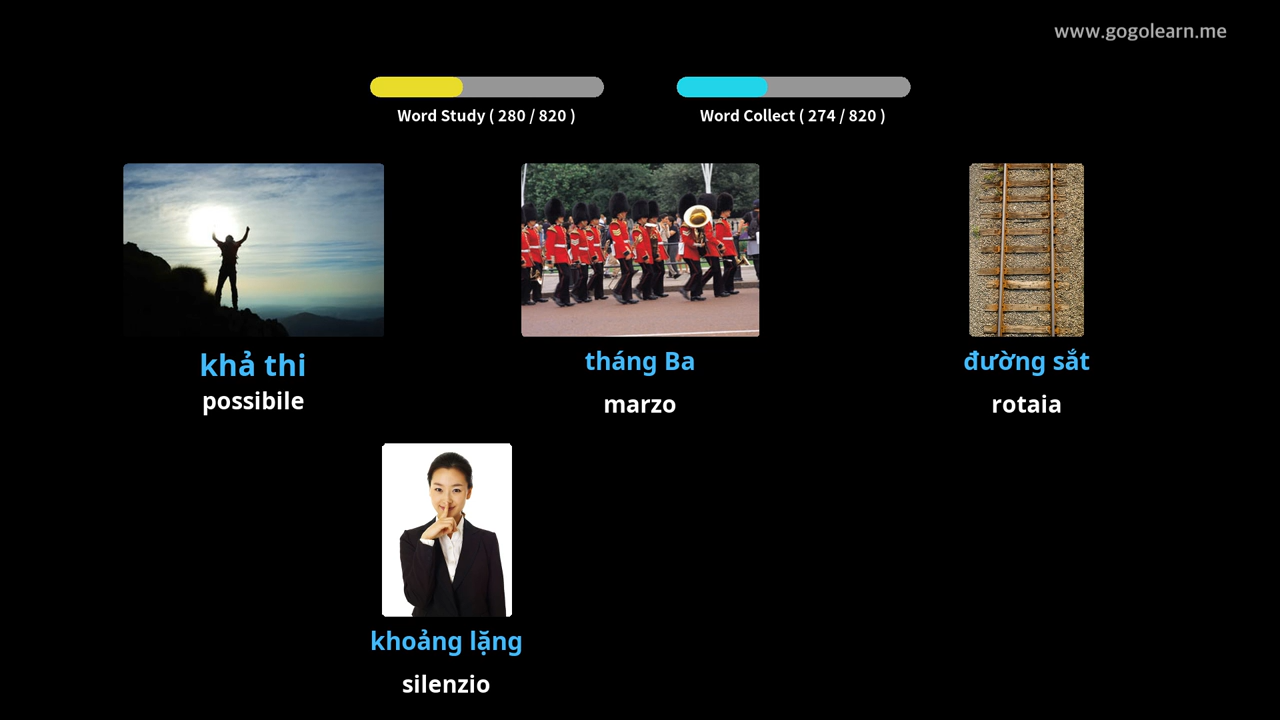 www.gogolearn.me
Word Study ( 280 / 820 )
Word Collect ( 274 / 820 )
khả thi
possibile
tháng Ba
marzo
đường sắt
rotaia
khoảng lặng
silenzio